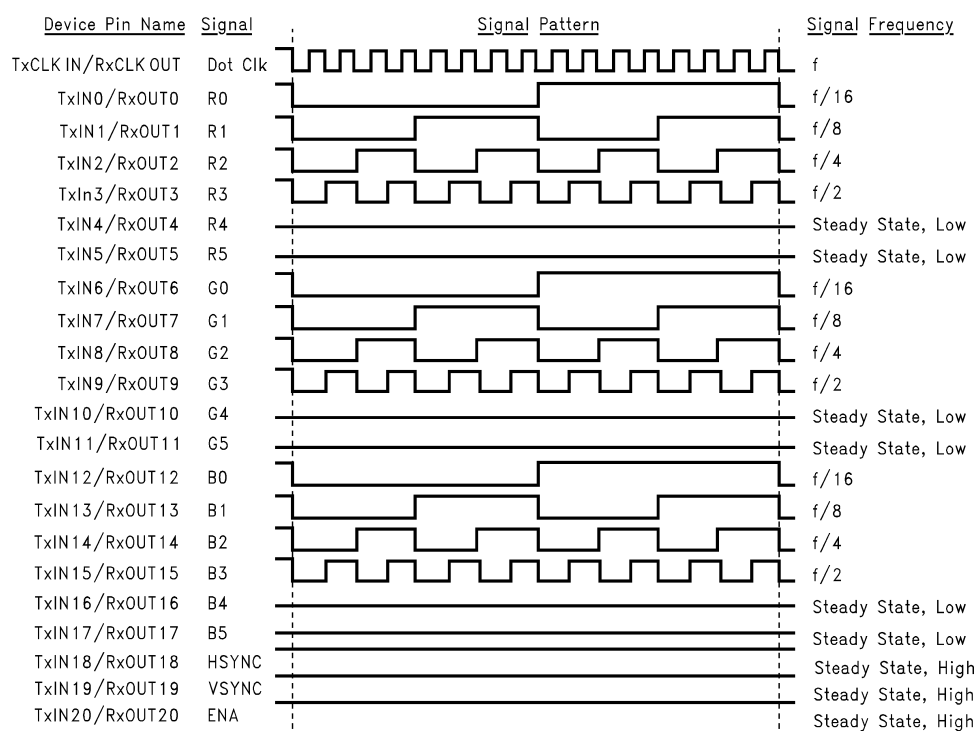 Device Pin Name Signal Signal Pattern Signal Frequency
TxCLK IN/RxCLK OUT Dot Clk f
TxIN0/RxOUT0 R0 f/16
TxIN1/RxOUT1 R1 f/8
TxIN2/RxOUT2 R2 f/4
TxIn3/RxOUT3 R3 f/2
TxIN4/RxOUT4 R4 Steady State, Low
TxIN5/RxOUT5 R5 Steady State, Low
TxIN6/RxOUT6 G0 f/16
TxIN7/RxOUT7 G1 f/8
TxIN8/RxOUT8 G2 f/4
TxIN9/RxOUT9 G3 f/2
TxIN10/RxOUT10 G4 Steady State, Low
TxIN11/RxOUT11 G5 Steady State, Low
TxIN12/RxOUT12 B0 f/16
TxIN13/RxOUT13 B1 f/8
TxIN14/RxOUT14 B2 f/4
TxIN15/RxOUT15 B3 f/2
TxIN16/RxOUT16 B4 Steady State, Low
TxIN17/RxOUT17 B5 Steady State, Low
TxIN18/RxOUT18 HSYNC Steady State, High
TxIN19/RxOUT19 VSYNC Steady State, High
TxIN20/RxOUT20 ENA Steady State, High